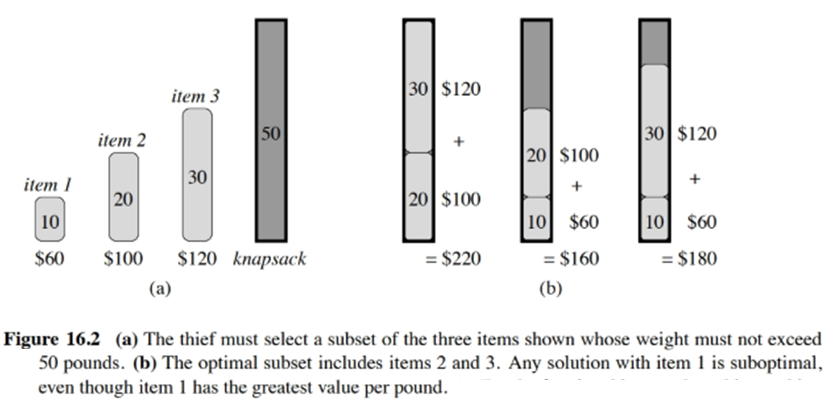 item 1
10
$60
item 2
20
$100
item 3
30
$120
50
knapsack
(a)
30 $120
+
20 $100
= $220
20 $100
+
10 $60
= $160
30 $120
+
10 $60
= $180
(b)
Figure 16.2 (a) The thief must select a subset of the three items shown whose weight must not exceed
50 pounds. (b) The optimal subset includes items 2 and 3. Any solution with item 1 is suboptimal,
even though item 1 has the greatest value per pound.